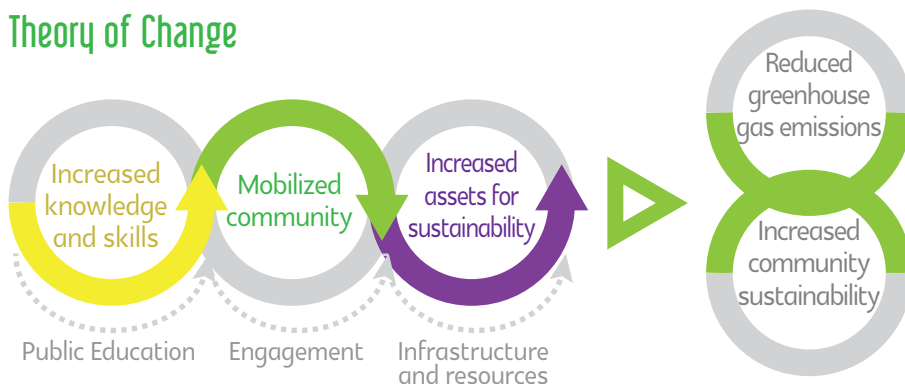 Theory of Change
Increased
knowledge
and skills
Mobilized
community
Increased
assets for
sustainability
Public Education
Engagement
Infrastructure
and resources
Reduced
greenhouse
gas emissions
Increased
community
sustainability